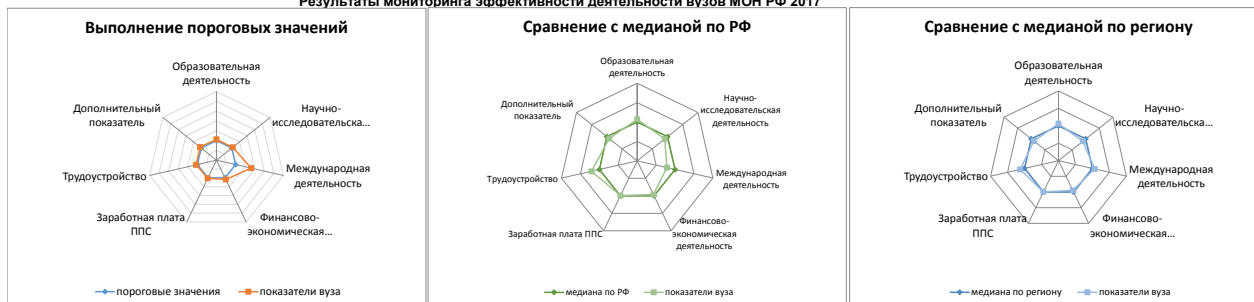 Результаты мониторинга эффективности деятельности вузов МОН РФ 2017
Выполнение пороговых значений
Образовательная
деятельность
Дополнительный
показатель
Научно-
исследовательска...
Трудоустройство
Международная
деятельность
Заработная плата
ППС
Финансово-
экономическая...
пороговые значения
показатели вуза
Сравнение с медианой по РФ
Образовательная
деятельность
Дополнительный
показатель
Научно-
исследовательская
деятельность
Трудоустройство
Международная
деятельность
Заработная плата ППС
Финансово-
экономическая
деятельность
медиана по РФ
показатели вуза
Сравнение с медианой по региону
Образовательная
деятельность
Дополнительный
показатель
Научно-
исследовательска...
Трудоустройство
Международная
деятельность
Заработная плата
ППС
Финансово-
экономическая...
медиана по региону
показатели вуза